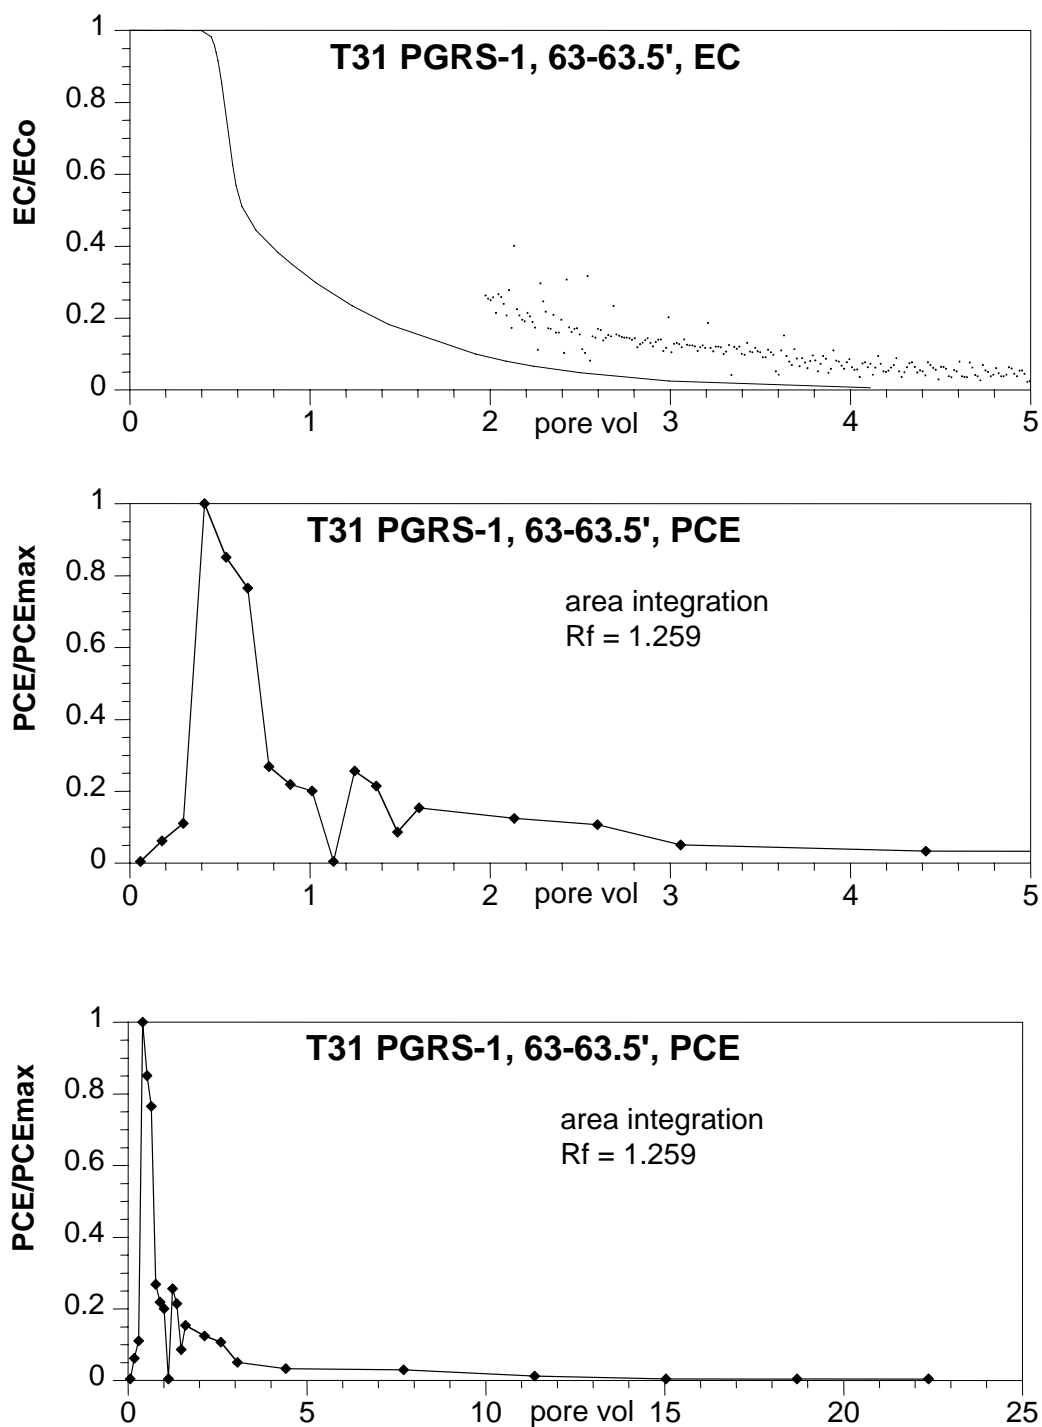 T31 PGRS-1, 63-63.5', EC
EC/ECo
1
0.8
0.6
0.4
0.2
0
0 1 2 pore vol 3 4 5
T31 PGRS-1, 63-63.5', PCE
area integration
Rf = 1.259
PCE/PCEmax
1
0.8
0.6
0.4
0.2
0
0 1 2 pore vol 3 4 5
T31 PGRS-1, 63-63.5', PCE
area integration
Rf = 1.259
PCE/PCEmax
1
0.8
0.6
0.4
0.2
0
0 5 10 pore vol 15 20 25